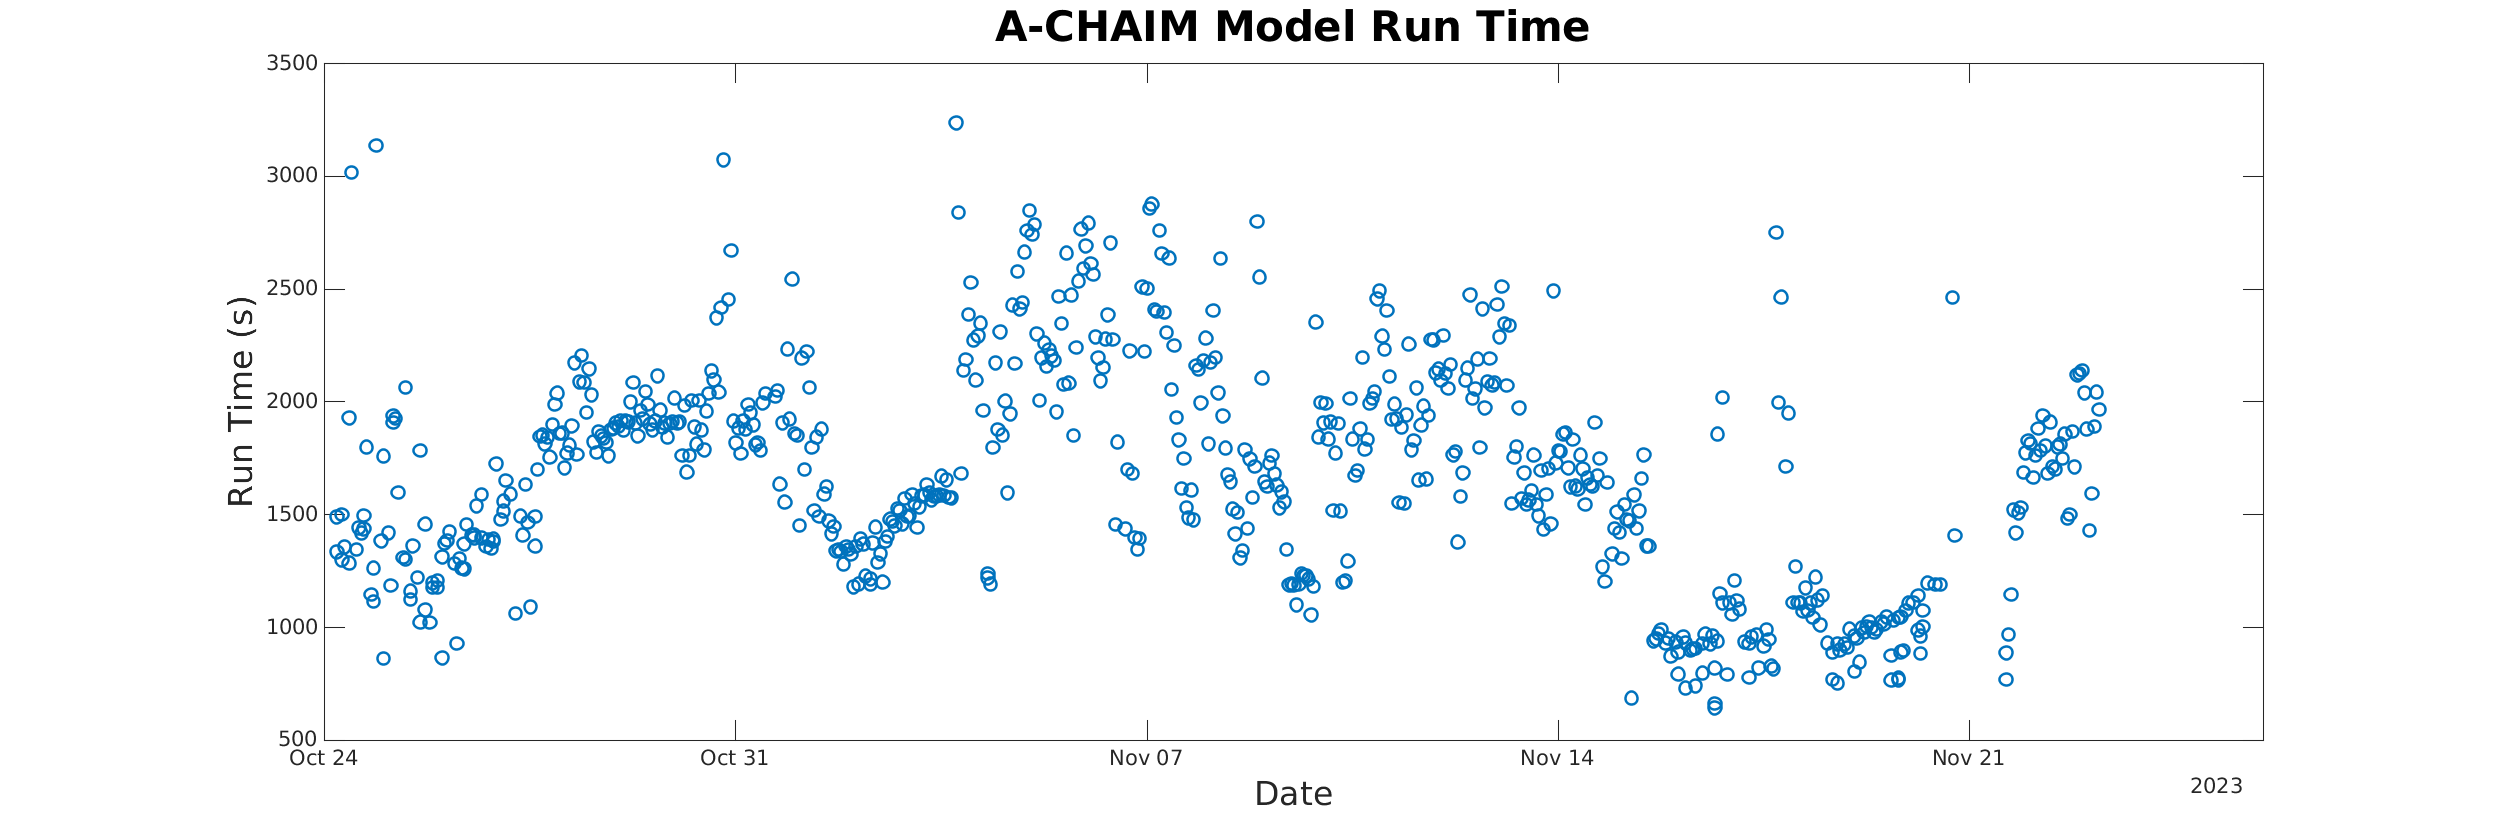 A-CHAIM Model Run Time
3500
3000
2500
2000
1500
1000
500
Run Time (s)
Oct 24
Oct 31
Nov 07
Nov 14
Nov 21
2023
Date